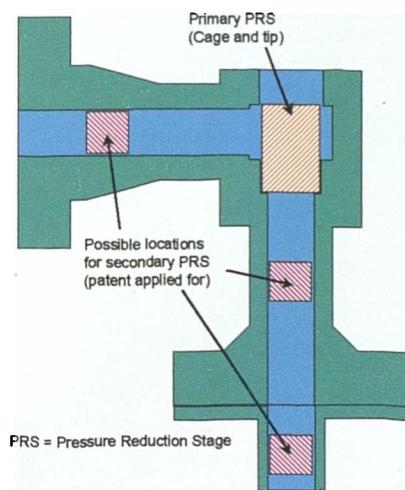 Primary PRS
(Cage and tip)
Possible locations
for secondary PRS
(patent applied for)
PRS = Pressure Reduction Stage